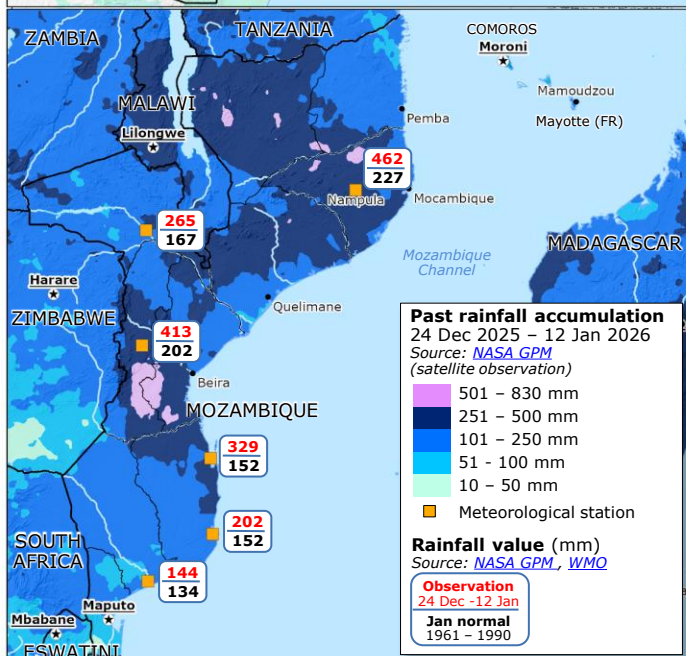 TANZANIA
ZAMBIA
COMOROS
Moroni
Mamoudzou
Mayotte (FR)
MALAWI
Lilongwe
Pemba
462
227
Nampula
Mocambique
265
167
Mozambique
Channel
MADAGASCAR
Harare
Quelimane
ZIMBABWE
413
202
Beira
MOZAMBIQUE
329
152
202
152
SOUTH
AFRICA
144
134
Maputo
Mbabane
ESWATINI
Past rainfall accumulation
24 Dec 2025 – 12 Jan 2026
Source: NASA GPM
(satellite observation)
501 – 830 mm
251 – 500 mm
101 – 250 mm
51 - 100 mm
10 – 50 mm
Meteorological station
Rainfall value (mm)
Source: NASA GPM , WMO
Observation
24 Dec -12 Jan
Jan normal
1961 – 1990